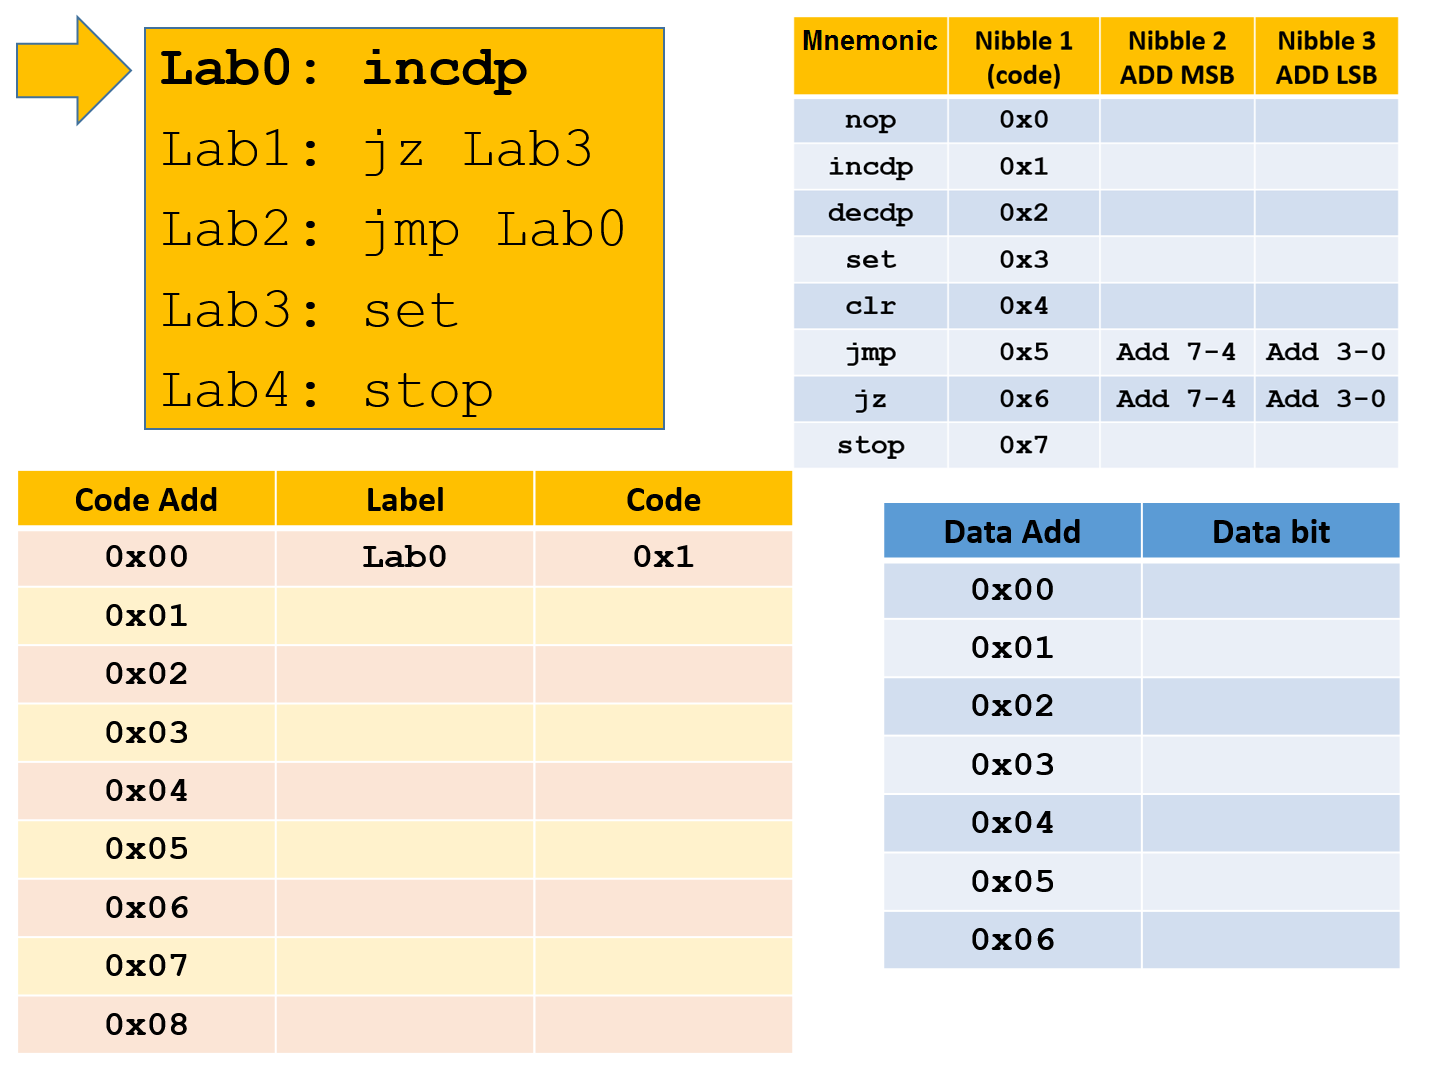 Lab0: incdp
Lab1: jz Lab3
Lab2: jmp Lab0
Lab3: set
Lab4: stop
Mnemonic Nibble 1 (code) Nibble 2 ADD MSB Nibble 3 ADD LSB
nop 0x0
incdp 0x1
decdp 0x2
set 0x3
clr 0x4
jmp 0x5 Add 7-4 Add 3-0
jz 0x6 Add 7-4 Add 3-0
stop 0x7
Code Add Label Code
0x00 Lab0 0x1
0x01
0x02
0x03
0x04
0x05
0x06
0x07
0x08
Data Add Data bit
0x00
0x01
0x02
0x03
0x04
0x05
0x06